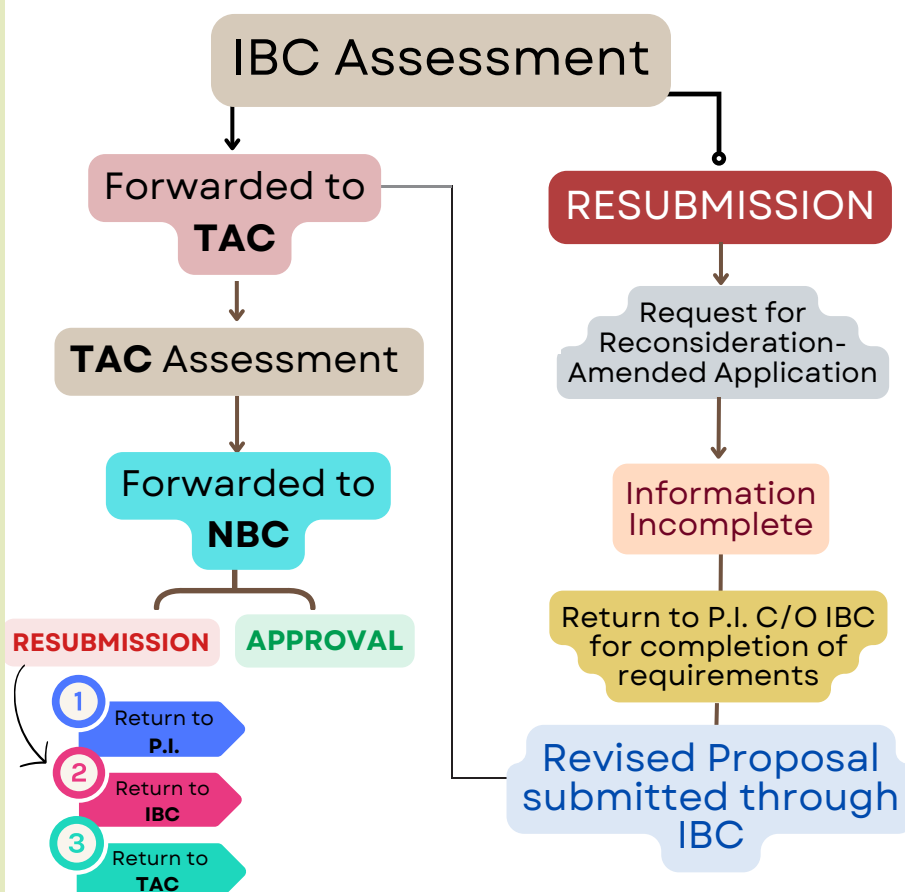 IBC Assessment
Forwarded to
TAC
TAC Assessment
Forwarded to
NBC
RESUBMISSION
APPROVAL
1
Return to
P.I.
2
Return to
IBC
3
Return to
TAC
RESUBMISSION
Request for
Reconsideration-
Amended Application
Information
Incomplete
Return to P.I. C/O IBC
for completion of
requirements
Revised Proposal
submitted through
IBC